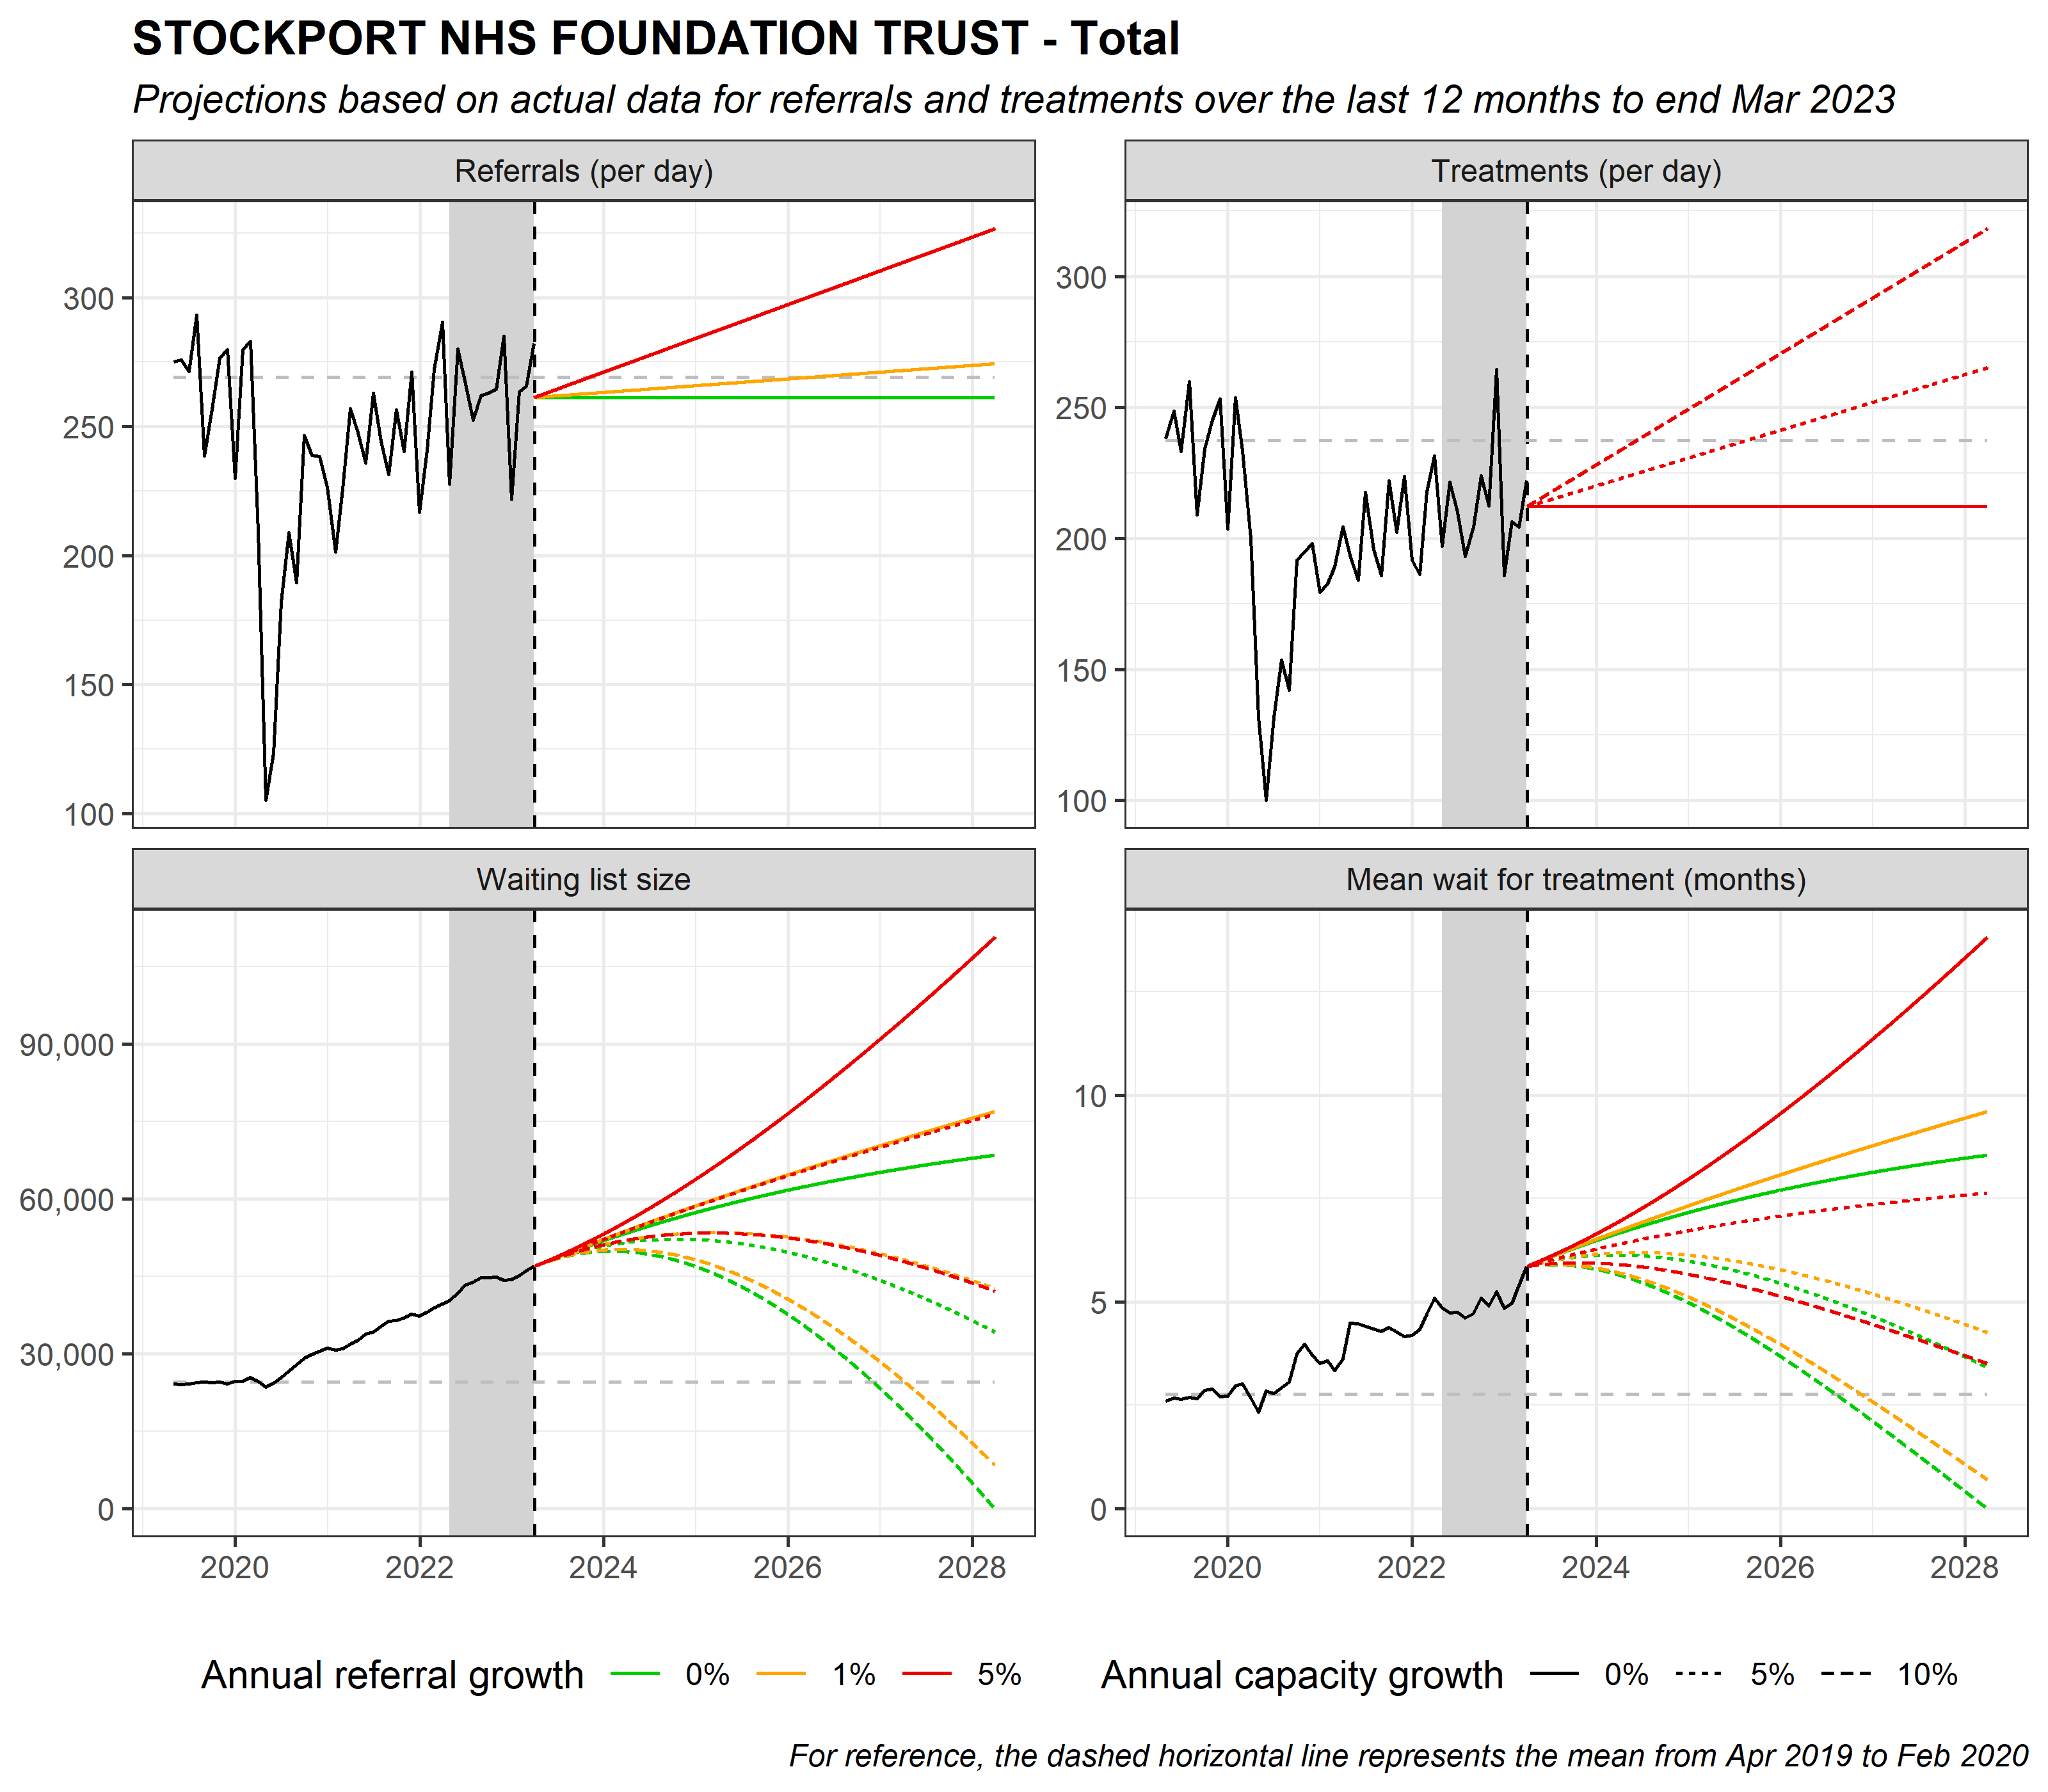 STOCKPORT NHS FOUNDATION TRUST - Total
Projections based on actual data for referrals and treatments over the last 12 months to end Mar 2023
Referrals (per day)
300
250
200
150
100
Treatments (per day)
300
250
200
150
100
Waiting list size
90,000
60,000
30,000
0
2020 2022 2024 2026 2028
Mean wait for treatment (months)
10
5
0
2020 2022 2024 2026 2028
Annual referral growth 0% 1% 5%
Annual capacity growth 0% 5% 10%
For reference, the dashed horizontal line represents the mean from Apr 2019 to Feb 2020